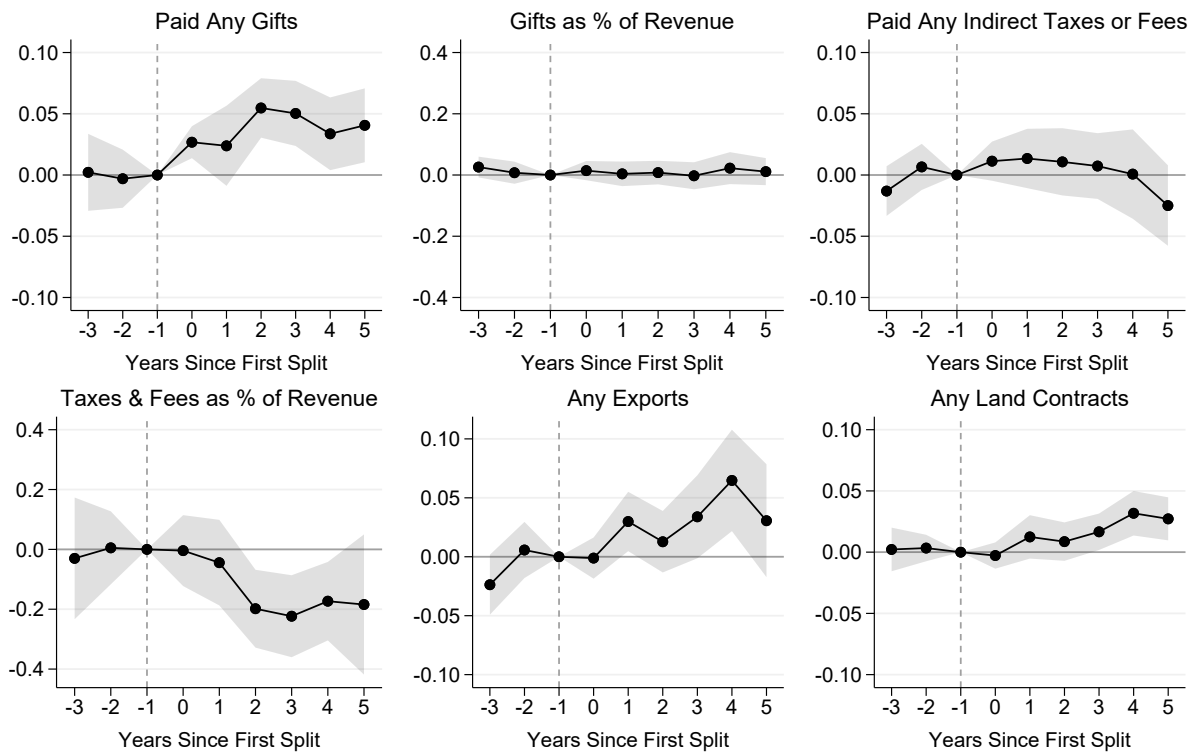 Paid Any Gifts
0.10
0.05
0.00
-0.05
-0.10
-3 -2 -1 0 1 2 3 4 5
Years Since First Split
Gifts as % of Revenue
0.4
0.2
0.0
-0.2
-0.4
-3 -2 -1 0 1 2 3 4 5
Years Since First Split
Paid Any Indirect Taxes or Fees
0.10
0.05
0.00
-0.05
-0.10
-3 -2 -1 0 1 2 3 4 5
Years Since First Split
Taxes & Fees as % of Revenue
0.4
0.2
0.0
-0.2
-0.4
-3 -2 -1 0 1 2 3 4 5
Years Since First Split
Any Exports
0.10
0.05
0.00
-0.05
-0.10
-3 -2 -1 0 1 2 3 4 5
Years Since First Split
Any Land Contracts
0.10
0.05
0.00
-0.05
-0.10
-3 -2 -1 0 1 2 3 4 5
Years Since First Split